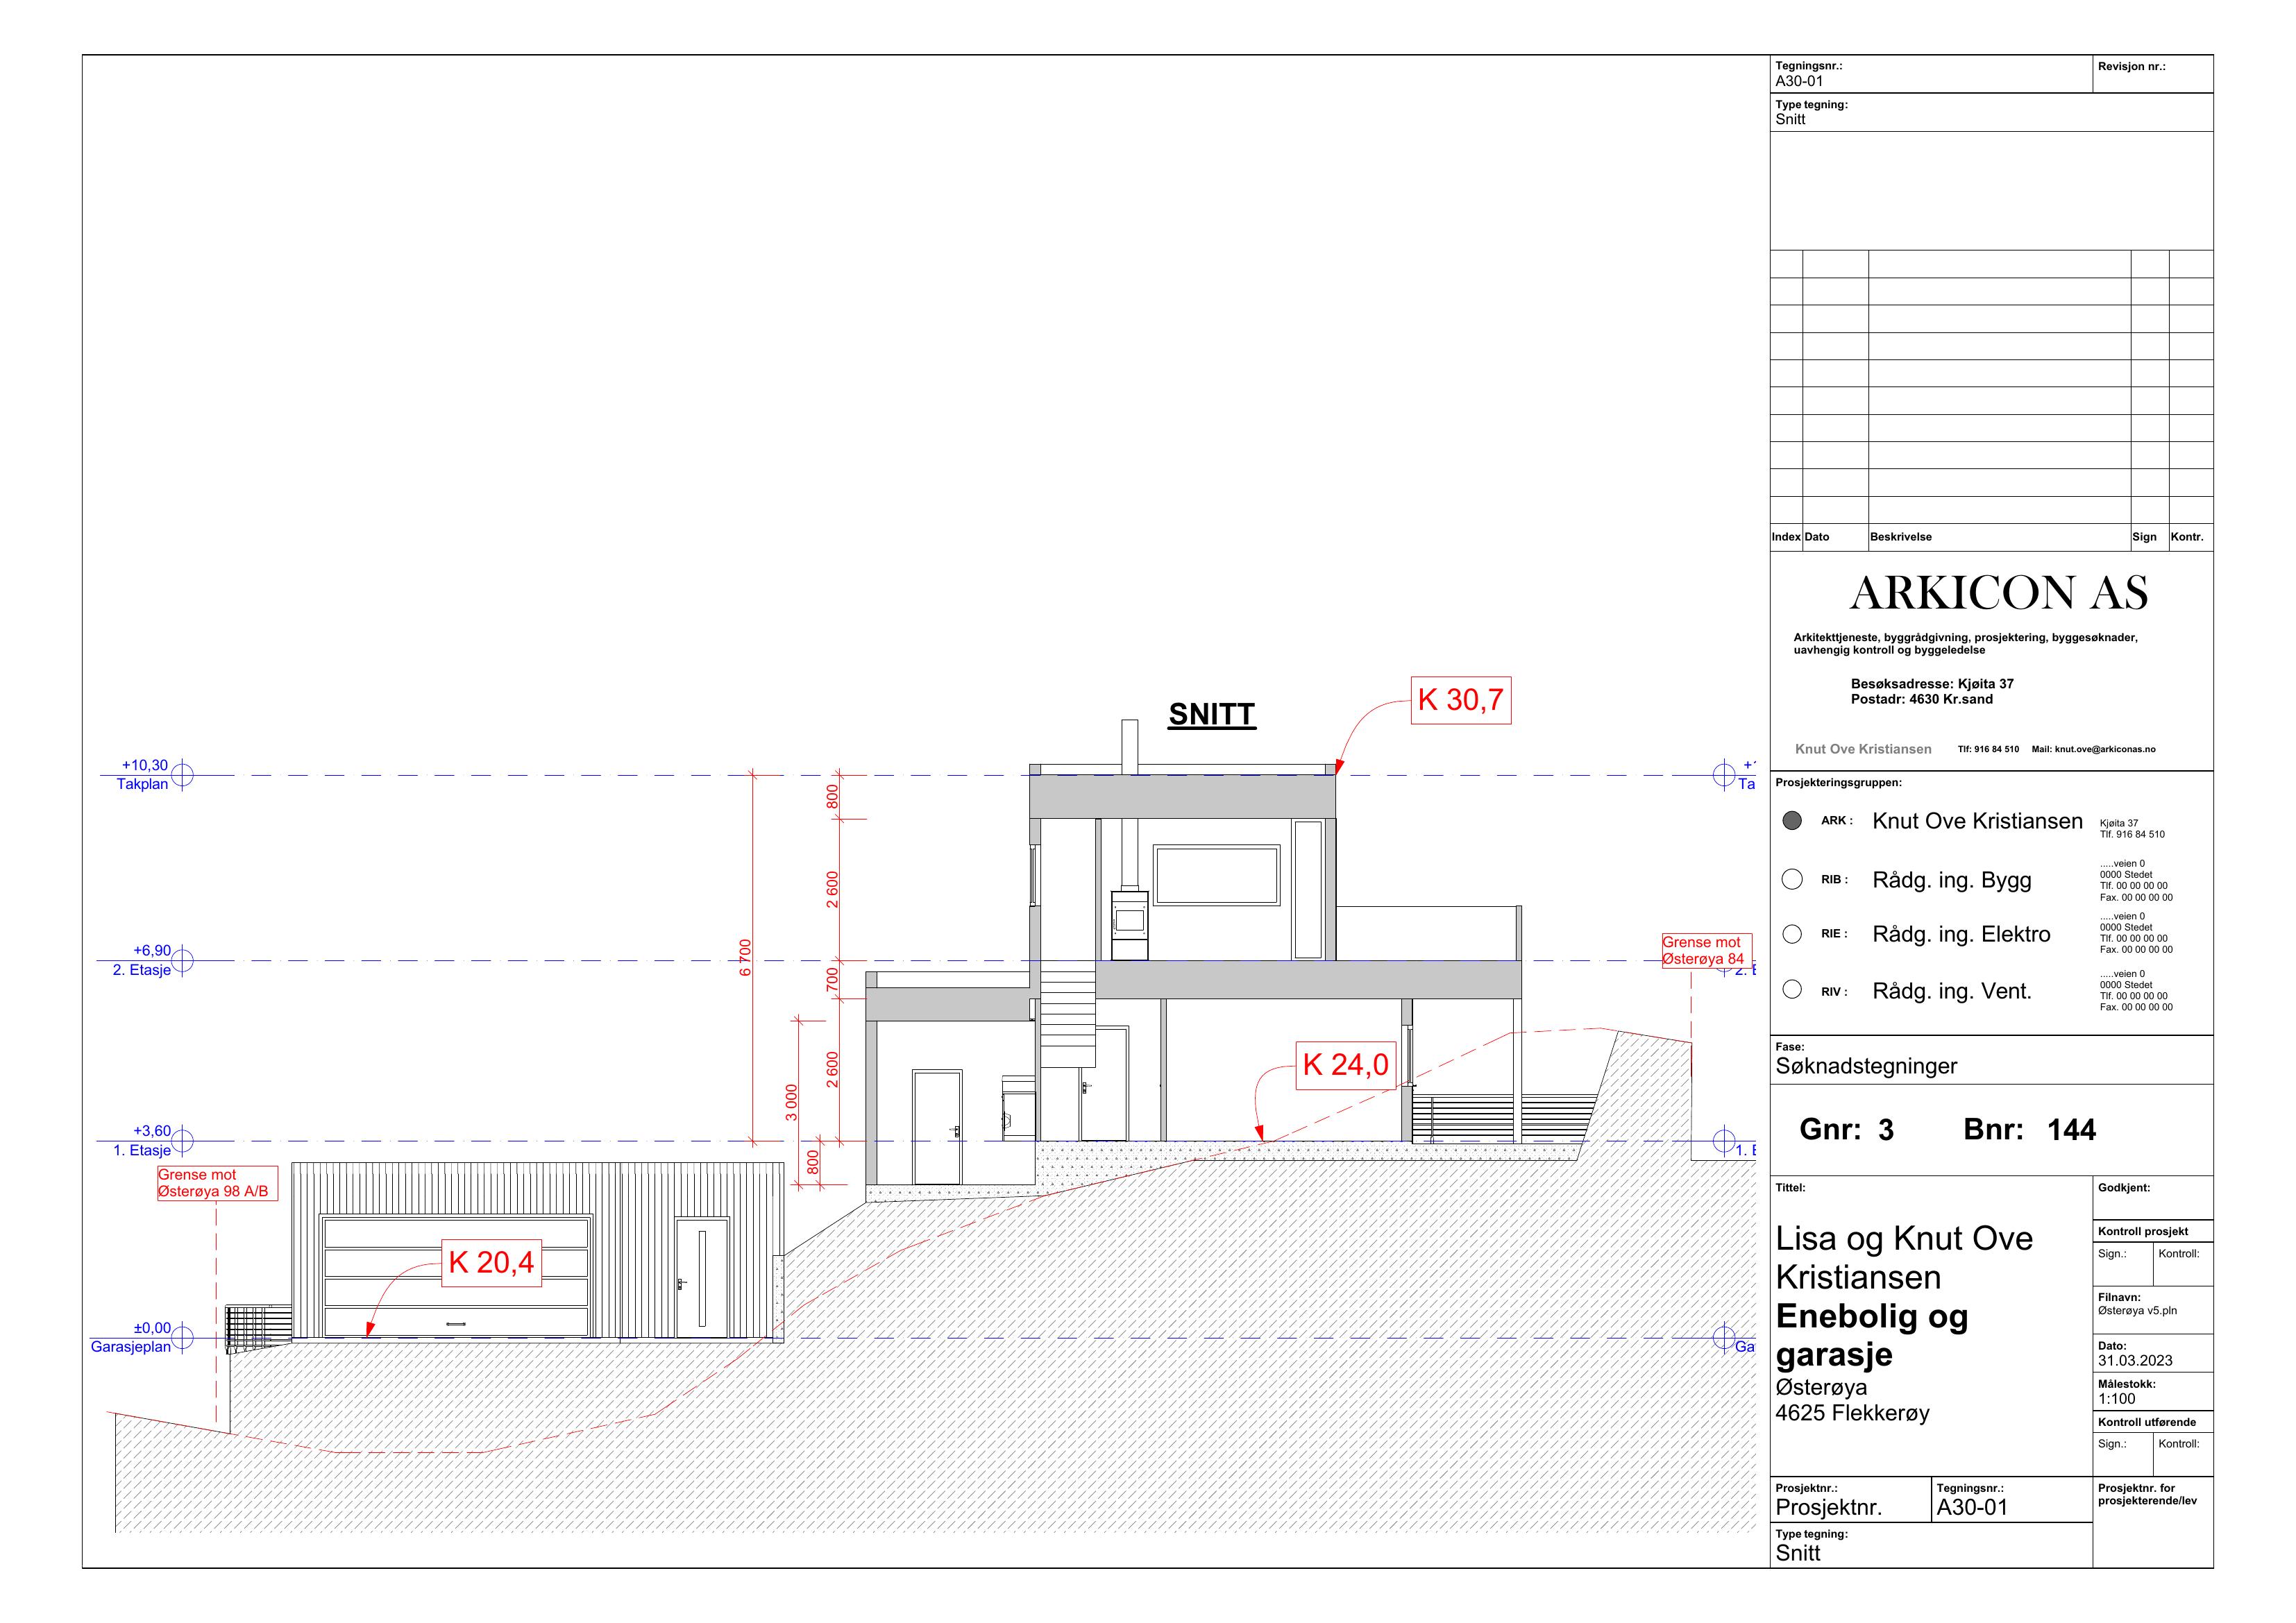 SNITT
K 30,7
+10,30
Takplan
+6,90
2. Etasje
+3,60
1. Etasje
±0,00
Garasjeplan
6 700
800
2 600
700
2 600
3 000
800
Grense mot
Østerøya 84
K 24,0
Grense mot
Østerøya 98 A/B
K 20,4
+1
Ta
2. E
1. E
Ga
Tegningsnr.:
A30-01
Revisjon nr.:
Type tegning:
Snitt
Index Dato Beskrivelse Sign Kontr.
ARKICON AS
Arkitekttjeneste, byggrådgivning, prosjektering, byggesøknader,
uavhengig kontroll og byggeledelse
Besøksadresse: Kjøita 37
Postadr: 4630 Kr.sand
Knut Ove Kristiansen Tlf: 916 84 510 Mail: knut.ove@arkiconas.no
Prosjekteringsgruppen:
ARK : Knut Ove Kristiansen
Kjøita 37
Tlf. 916 84 510
RIB : Rådg. ing. Bygg
.....veien 0
0000 Stedet
Tlf. 00 00 00 00
Fax. 00 00 00 00
RIE : Rådg. ing. Elektro
.....veien 0
0000 Stedet
Tlf. 00 00 00 00
Fax. 00 00 00 00
RIV : Rådg. ing. Vent.
.....veien 0
0000 Stedet
Tlf. 00 00 00 00
Fax. 00 00 00 00
Fase:
Søknadstegninger
Gnr: 3 Bnr: 144
Tittel:
Lisa og Knut Ove
Kristiansen
Enebolig og
garasje
Østerøya
4625 Flekkerøy
Godkjent:
Kontroll prosjekt
Sign.: Kontroll:
Filnavn:
Østerøya v5.pln
Dato:
31.03.2023
Målestokk:
1:100
Kontroll utførende
Sign.: Kontroll:
Prosjektnr.:
Prosjektnr.
Tegningsnr.:
A30-01
Prosjektnr. for
prosjekterende/lev
Type tegning:
Snitt